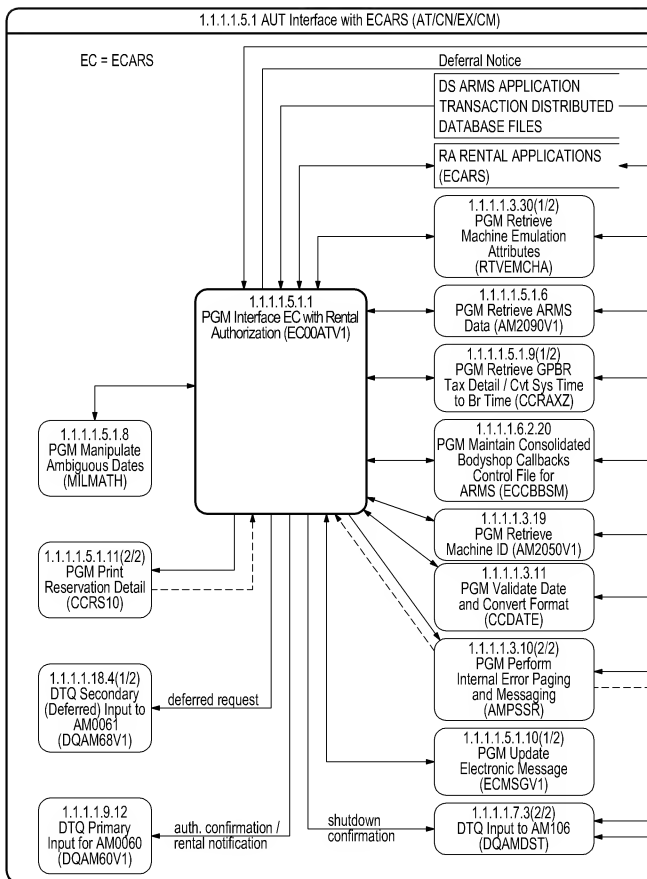 1.1.1.1.5.1 AUT Interface with ECARS (AT/CN/EX/CM)
EC = ECARS
Deferral Notice
DS ARMS APPLICATION
TRANSACTION DISTRIBUTED
DATABASE FILES
RA RENTAL APPLICATIONS
(ECARS)
1.1.1.1.3.30(1/2)
PGM Retrieve
Machine Emulation
Attributes
(RTVEMCHA)
1.1.1.1.5.1.1
PGM Interface EC with Rental
Authorization (EC00ATV1)
1.1.1.1.5.1.6
PGM Retrieve ARMS
Data (AM2090V1)
1.1.1.1.5.1.9(1/2)
PGM Retrieve GPBR
Tax Detail / Cvt Sys Time
to Br Time (CCRAXZ)
1.1.1.1.5.1.8
PGM Manipulate
Ambiguous Dates
(MILMATH)
1.1.1.1.6.2.20
PGM Maintain Consolidated
Bodyshop Callbacks
Control File for
ARMS (ECCBBSM)
1.1.1.1.3.19
PGM Retrieve
Machine ID (AM2050V1)
1.1.1.1.5.1.11(2/2)
PGM Print
Reservation Detail
(CCRS10)
1.1.1.1.3.11
PGM Validate Date
and Convert Format
(CCDATE)
1.1.1.1.3.10(2/2)
PGM Perform
Internal Error Paging
and Messaging
(AMPSSR)
1.1.1.1.18.4(1/2)
DTQ Secondary
(Deferred) Input to
AM0061
(DQAM68V1)
deferred request
1.1.1.1.5.1.10(1/2)
PGM Update
Electronic Message
(ECMSGV1)
1.1.1.1.9.12
DTQ Primary
Input for AM0060
(DQAM60V1)
auth. confirmation /
rental notification
shutdown
confirmation
1.1.1.1.7.3(2/2)
DTQ Input to AM106
(DQAMDST)